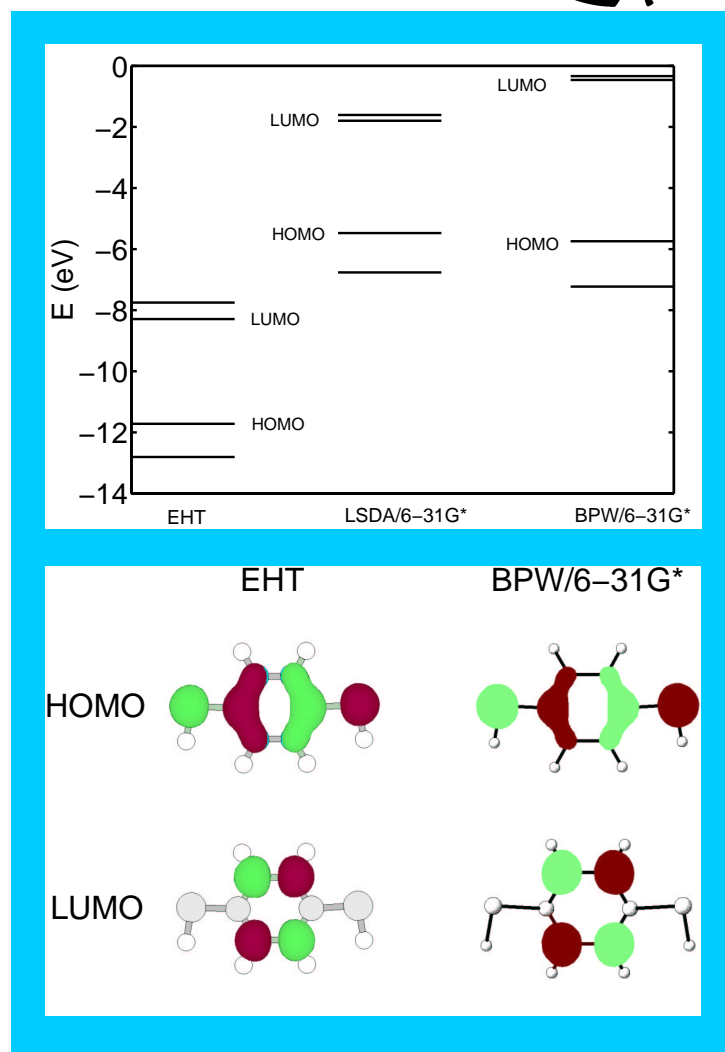 0
LUMO
LUMO
−2
−4
HOMO
HOMO
−6
E (eV)
−8
LUMO
−10
HOMO
−12
−14
EHT LSDA/6−31G* BPW/6−31G*
EHT BPW/6−31G*
HOMO
LUMO